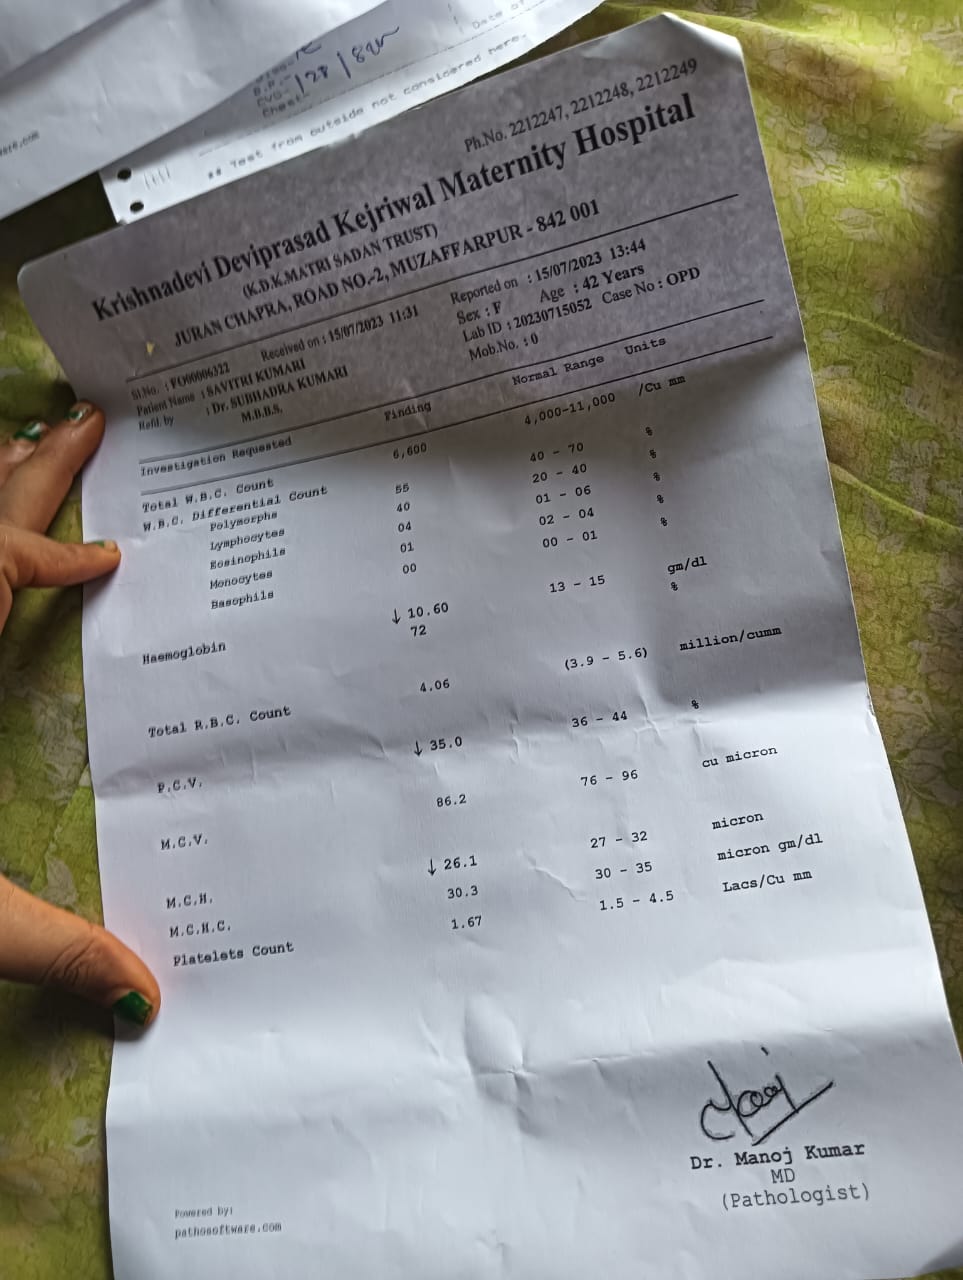 B.P.- 128/82
CVS-
Chest-
** Test from outside not considered here.
Date of
ware.com
Ph.No. 2212247, 2212248, 2212249
Krishnadevi Deviprasad Kejriwal Maternity Hospital
(K.D.K.MATRI SADAN TRUST)
JURAN CHAPRA, ROAD NO.-2, MUZAFFARPUR - 842 001
Sl.No. : FO00006322 Received on : 15/07/2023 11:31 Reported on : 15/07/2023 13:44
Patient Name : SAVITRI KUMARI Sex : F Age : 42 Years
Refd. by : Dr. SUBHADRA KUMARI Lab ID : 20230715052 Case No : OPD
M.B.B.S. Mob.No. : 0
Investigation Requested Finding Normal Range Units
Total W.B.C. Count 6,600 4,000-11,000 /Cu mm
W.B.C. Differential Count
Polymorphs 55 40 - 70 %
Lymphocytes 40 20 - 40 %
Eosinophils 04 01 - 06 %
Monocytes 01 02 - 04 %
Basophils 00 00 - 01 %
Haemoglobin ↓ 10.60 13 - 15 gm/dl
72 %
Total R.B.C. Count 4.06 (3.9 - 5.6) million/cumm
P.C.V. ↓ 35.0 36 - 44 %
M.C.V. 86.2 76 - 96 cu micron
M.C.H. ↓ 26.1 27 - 32 micron
M.C.H.C. 30.3 30 - 35 micron gm/dl
Platelets Count 1.67 1.5 - 4.5 Lacs/Cu mm
Dr. Manoj Kumar
MD
(Pathologist)
Powered by:
pathosoftware.com